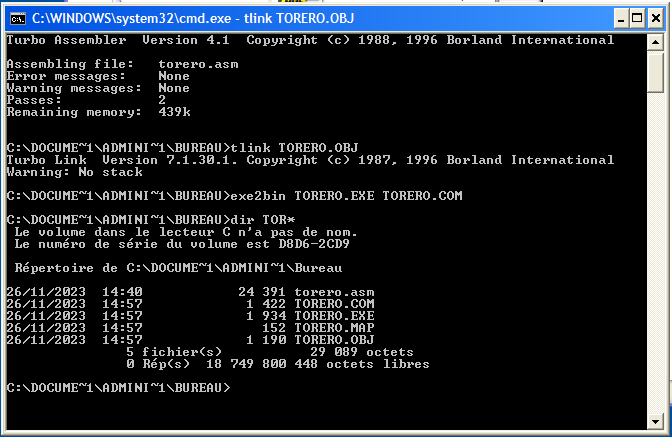 C:\WINDOWS\system32\cmd.exe - tlink TORERO.OBJ
Turbo Assembler  Version 4.1  Copyright (c) 1988, 1996 Borland International
Assembling file:   torero.asm
Error messages:    None
Warning messages:  None
Passes:            2
Remaining memory:  439k
C:\DOCUME~1\ADMINI~1\BUREAU>tlink TORERO.OBJ
Turbo Link  Version 7.1.30.1. Copyright (c) 1987, 1996 Borland International
Warning: No stack
C:\DOCUME~1\ADMINI~1\BUREAU>exe2bin TORERO.EXE TORERO.COM
C:\DOCUME~1\ADMINI~1\BUREAU>dir TOR*
 Le volume dans le lecteur C n'a pas de nom.
 Le numéro de série du volume est D8D6-2CD9
 Répertoire de C:\DOCUME~1\ADMINI~1\Bureau
26/11/2023  14:40            24 391 torero.asm
26/11/2023  14:57             1 422 TORERO.COM
26/11/2023  14:57             1 934 TORERO.EXE
26/11/2023  14:57               152 TORERO.MAP
26/11/2023  14:57             1 190 TORERO.OBJ
               5 fichier(s)           29 089 octets
               0 Rép(s)  18 749 800 448 octets libres
C:\DOCUME~1\ADMINI~1\BUREAU>